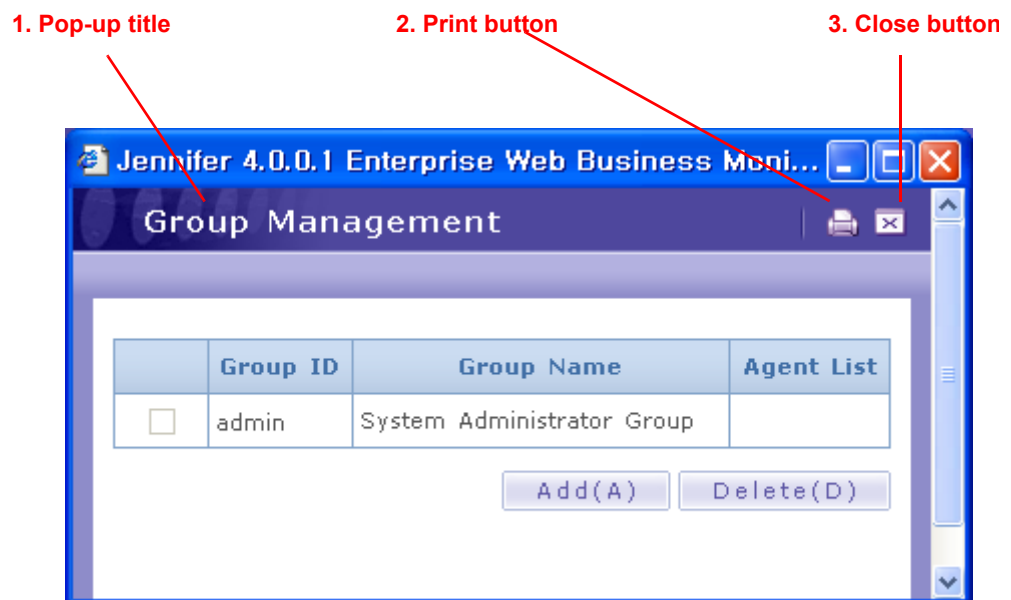 1. Pop-up title 2. Print button 3. Close button
Jennifer 4.0.0.1 Enterprise Web Business Moni...
Group Management
Group ID Group Name Agent List
admin System Administrator Group
Add(A) Delete(D)